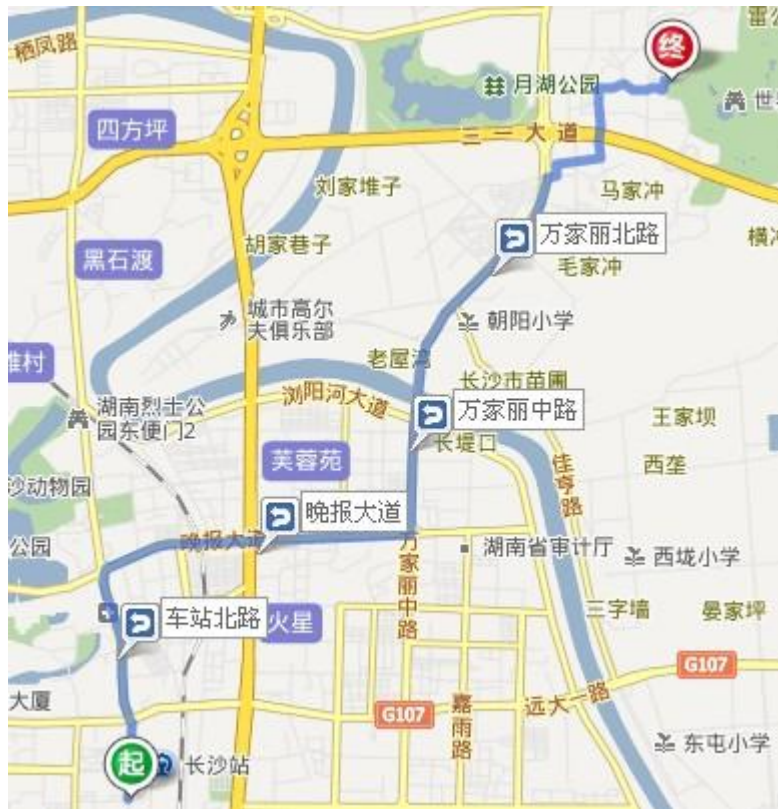 雷公
栖凤路
终
月湖公园
世界
四方坪
三一大道
刘家堆子
马家冲
万家丽北路
横冲
胡家巷子
黑石渡
毛家冲
城市高尔
夫俱乐部
朝阳小学
老屋湾
长沙市苗圃
浏阳河大道
万家丽中路
湖南烈士公
园东便门2
王家坝
芙蓉苑
长堤口
西垄
佳亨路
沙动物园
晚报大道
晚报大道
公园
万家丽中路
湖南省审计厅
西垅小学
车站北路
火星
三字墙
晏家坪
G107
大厦
G107
嘉雨路
远大一路
起
长沙站
东屯小学